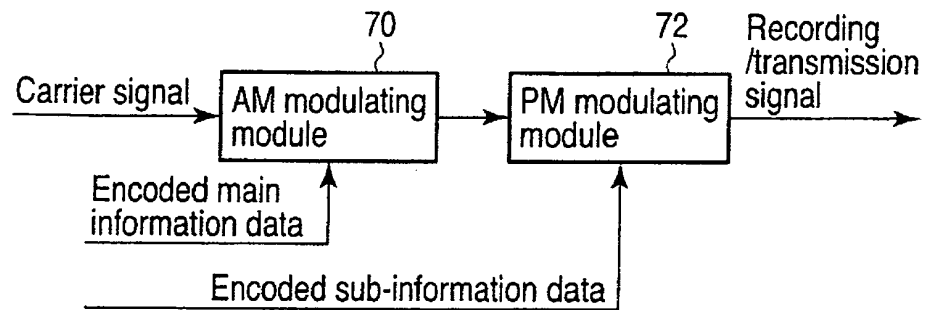 70
72
Recording
/transmission
signal
Carrier signal
AM modulating
module
PM modulating
module
Encoded main
information data
Encoded sub-information data